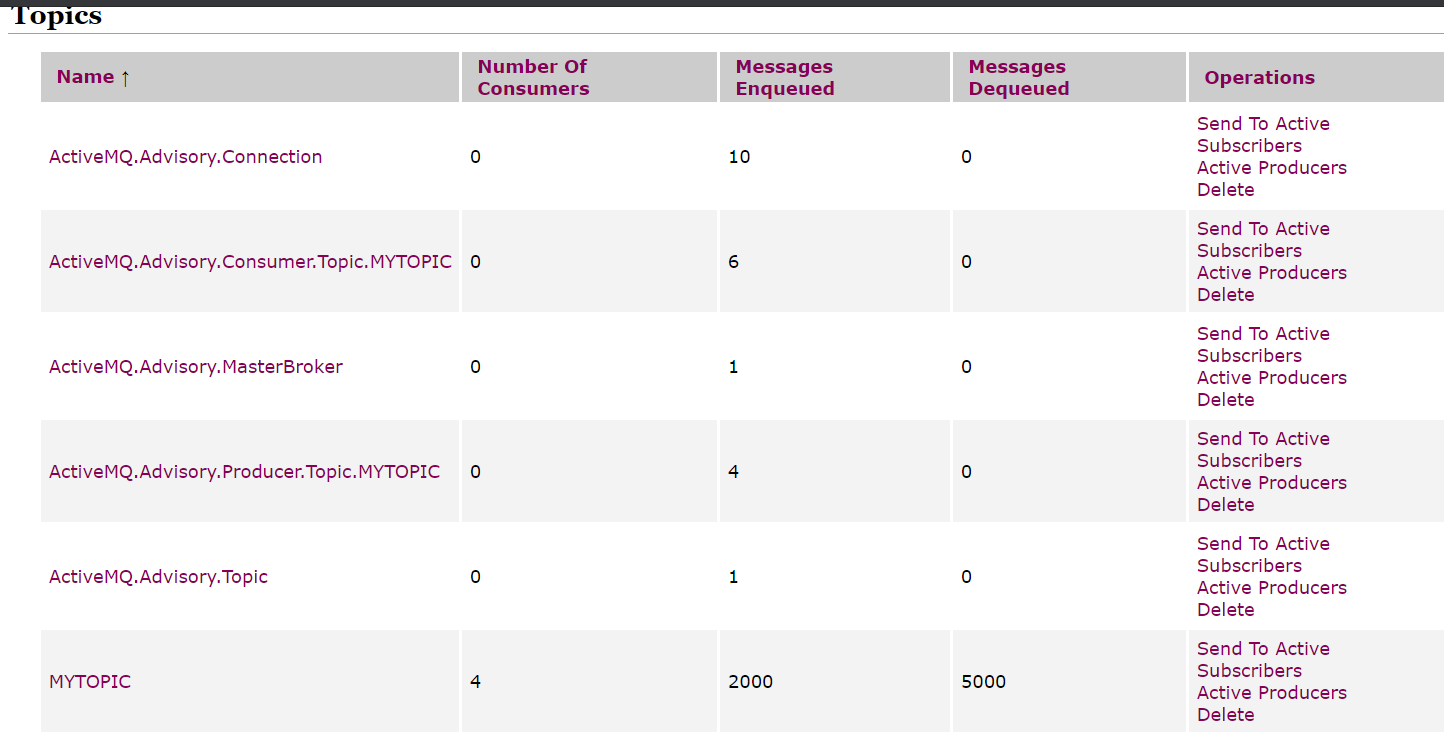 Topics
Name ↑ Number Of Consumers Messages Enqueued Messages Dequeued Operations
ActiveMQ.Advisory.Connection 0 10 0 Send To Active Subscribers
Active Producers
Delete
ActiveMQ.Advisory.Consumer.Topic.MYTOPIC 0 6 0 Send To Active Subscribers
Active Producers
Delete
ActiveMQ.Advisory.MasterBroker 0 1 0 Send To Active Subscribers
Active Producers
Delete
ActiveMQ.Advisory.Producer.Topic.MYTOPIC 0 4 0 Send To Active Subscribers
Active Producers
Delete
ActiveMQ.Advisory.Topic 0 1 0 Send To Active Subscribers
Active Producers
Delete
MYTOPIC 4 2000 5000 Send To Active Subscribers
Active Producers
Delete